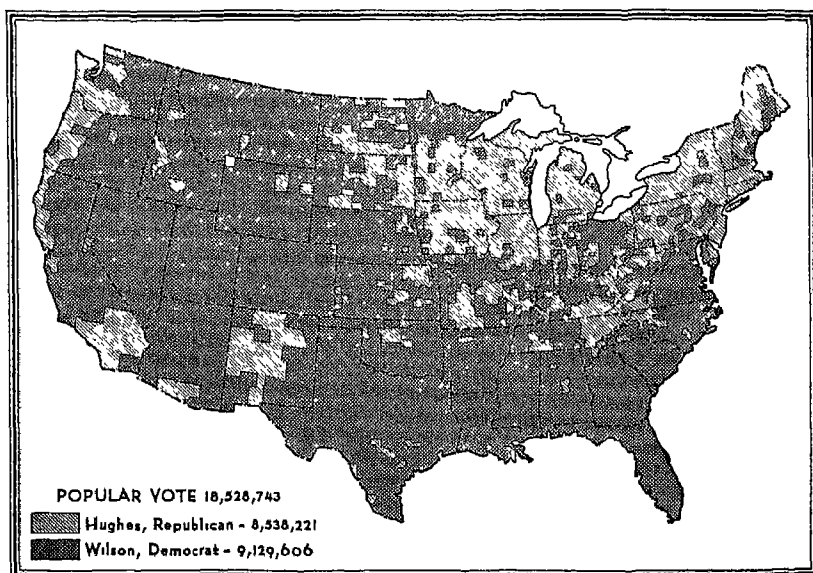 POPULAR VOTE 18,528,743
Hughes, Republican - 8,538,221
Wilson, Democrat - 9,129,606